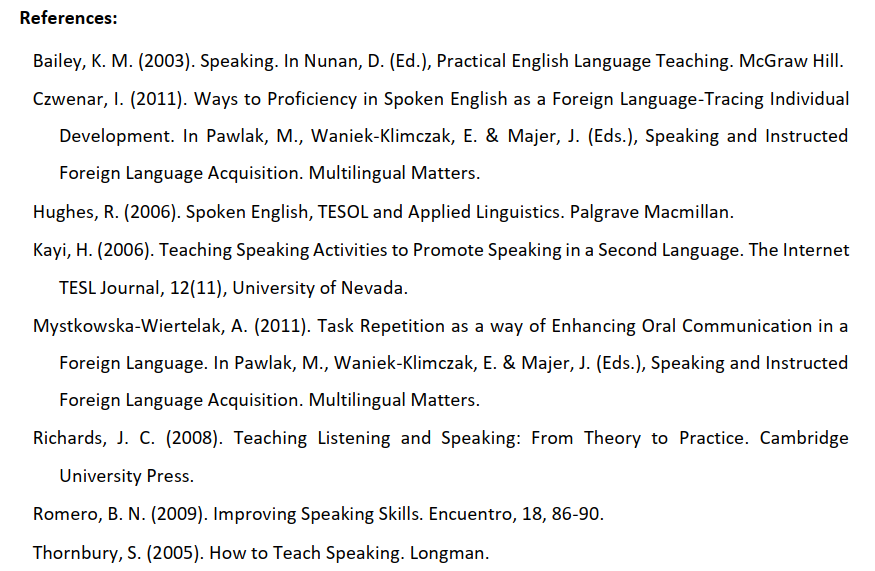 References:
Bailey, K. M. (2003). Speaking. In Nunan, D. (Ed.), Practical English Language Teaching. McGraw Hill.
Czwenar, I. (2011). Ways to Proficiency in Spoken English as a Foreign Language-Tracing Individual
Development. In Pawlak, M., Waniek-Klimczak, E. & Majer, J. (Eds.), Speaking and Instructed
Foreign Language Acquisition. Multilingual Matters.
Hughes, R. (2006). Spoken English, TESOL and Applied Linguistics. Palgrave Macmillan.
Kayi, H. (2006). Teaching Speaking Activities to Promote Speaking in a Second Language. The Internet
TESL Journal, 12(11), University of Nevada.
Mystkowska-Wiertelak, A. (2011). Task Repetition as a way of Enhancing Oral Communication in a
Foreign Language. In Pawlak, M., Waniek-Klimczak, E. & Majer, J. (Eds.), Speaking and Instructed
Foreign Language Acquisition. Multilingual Matters.
Richards, J. C. (2008). Teaching Listening and Speaking: From Theory to Practice. Cambridge
University Press.
Romero, B. N. (2009). Improving Speaking Skills. Encuentro, 18, 86-90.
Thornbury, S. (2005). How to Teach Speaking. Longman.